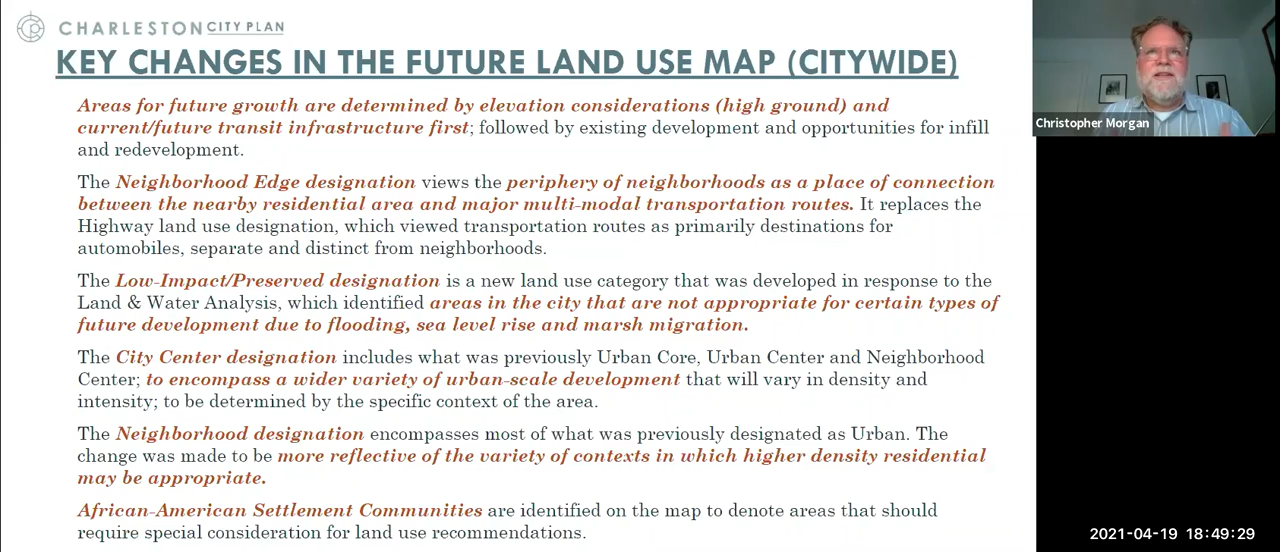 CHARLESTON CITY PLAN
KEY CHANGES IN THE FUTURE LAND USE MAP (CITYWIDE)
Areas for future growth are determined by elevation considerations (high ground) and
current/future transit infrastructure first; followed by existing development and opportunities for infill
and redevelopment.
The Neighborhood Edge designation views the periphery of neighborhoods as a place of connection
between the nearby residential area and major multi-modal transportation routes. It replaces the
Highway land use designation, which viewed transportation routes as primarily destinations for
automobiles, separate and distinct from neighborhoods.
The Low-Impact/Preserved designation is a new land use category that was developed in response to the
Land & Water Analysis, which identified areas in the city that are not appropriate for certain types of
future development due to flooding, sea level rise and marsh migration.
The City Center designation includes what was previously Urban Core, Urban Center and Neighborhood
Center; to encompass a wider variety of urban-scale development that will vary in density and
intensity; to be determined by the specific context of the area.
The Neighborhood designation encompasses most of what was previously designated as Urban. The
change was made to be more reflective of the variety of contexts in which higher density residential
may be appropriate.
African-American Settlement Communities are identified on the map to denote areas that should
require special consideration for land use recommendations.
Christopher Morgan
2021-04-19 18:49:29